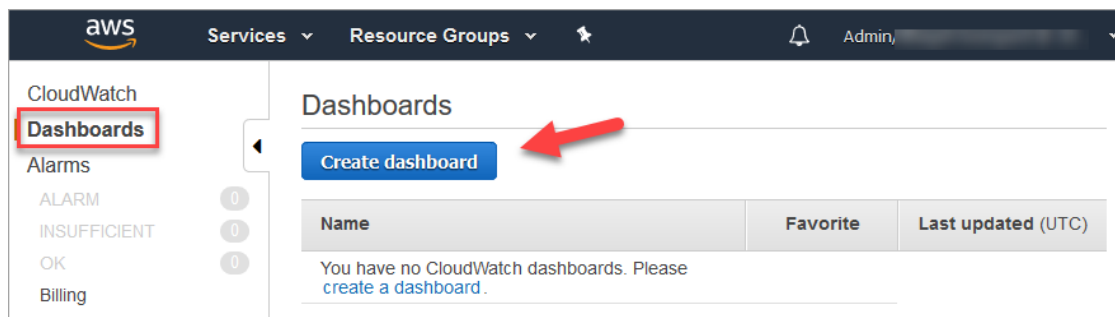 aws
Services
Resource Groups
Admin/
CloudWatch
Dashboards
Alarms
ALARM 0
INSUFFICIENT 0
OK 0
Billing
Dashboards
Create dashboard
Name Favorite Last updated (UTC)
You have no CloudWatch dashboards. Please
create a dashboard.